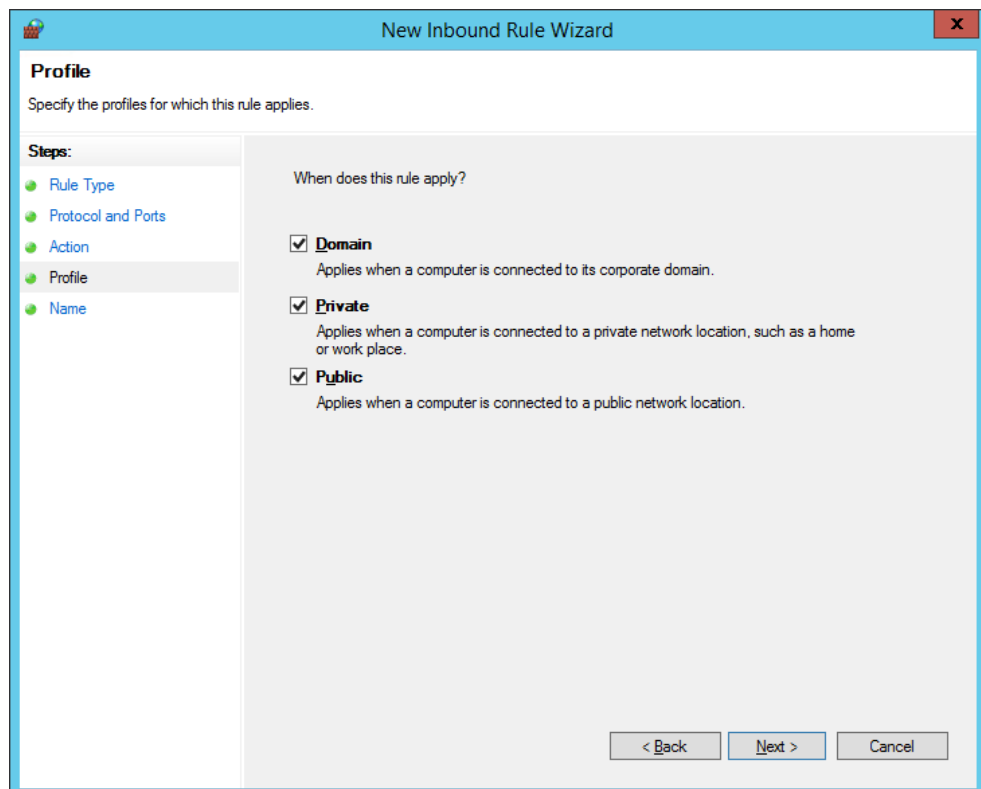 New Inbound Rule Wizard
x
Profile
Specify the profiles for which this rule applies.
Steps:
Rule Type
Protocol and Ports
Action
Profile
Name
When does this rule apply?
Domain
Applies when a computer is connected to its corporate domain.
Private
Applies when a computer is connected to a private network location, such as a home
or work place.
Public
Applies when a computer is connected to a public network location.
< Back
Next >
Cancel